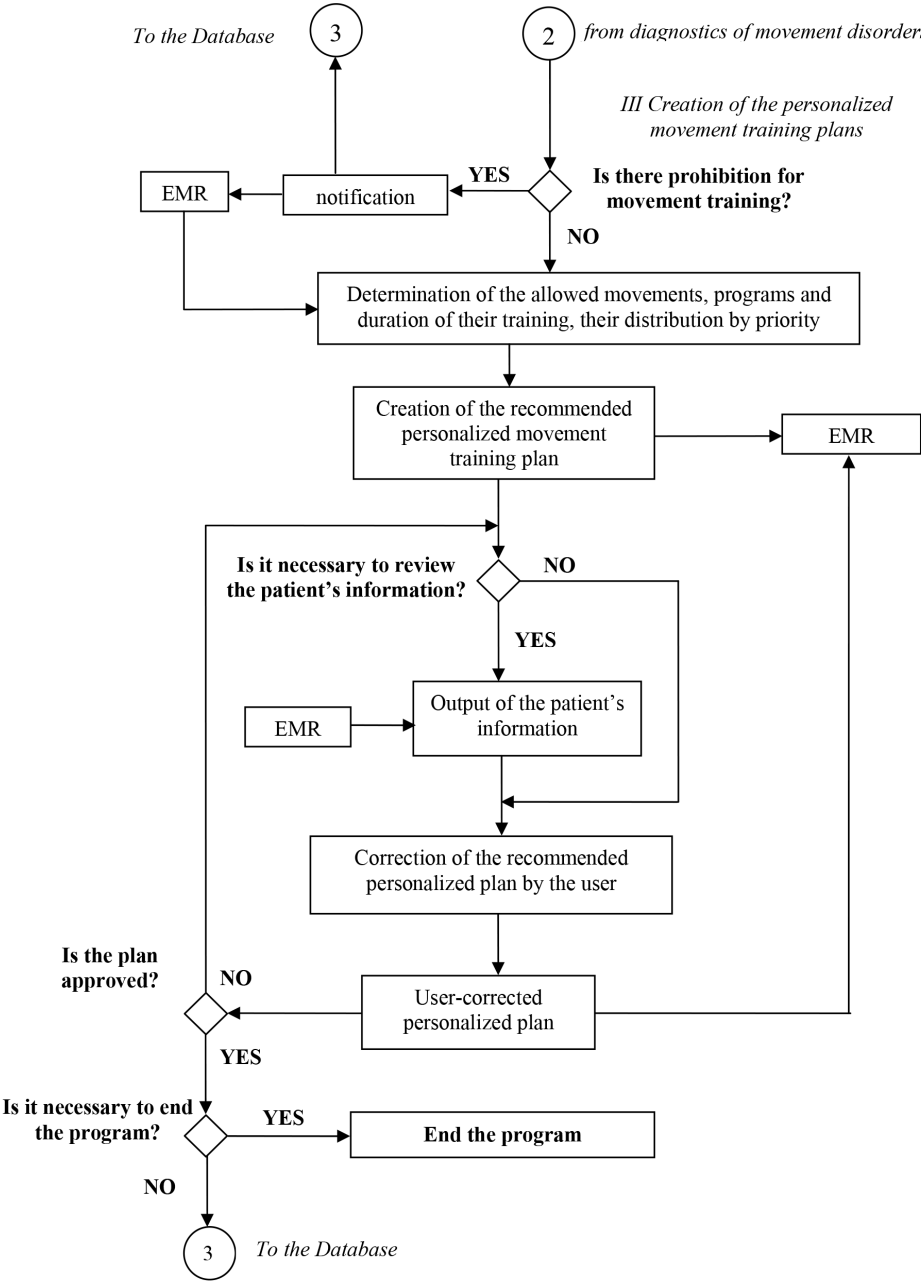 To the Database
3
2
from diagnostics of movement disorder
III Creation of the personalized
movement training plans
YES
Is there prohibition for
movement training?
EMR
notification
NO
Determination of the allowed movements, programs and
duration of their training, their distribution by priority
Creation of the recommended
personalized movement
training plan
EMR
Is it necessary to review
the patient’s information?
NO
YES
Output of the patient’s
information
EMR
Correction of the recommended
personalized plan by the user
Is the plan
approved?
NO
User-corrected
personalized plan
YES
Is it necessary to end
the program?
YES
End the program
NO
3
To the Database